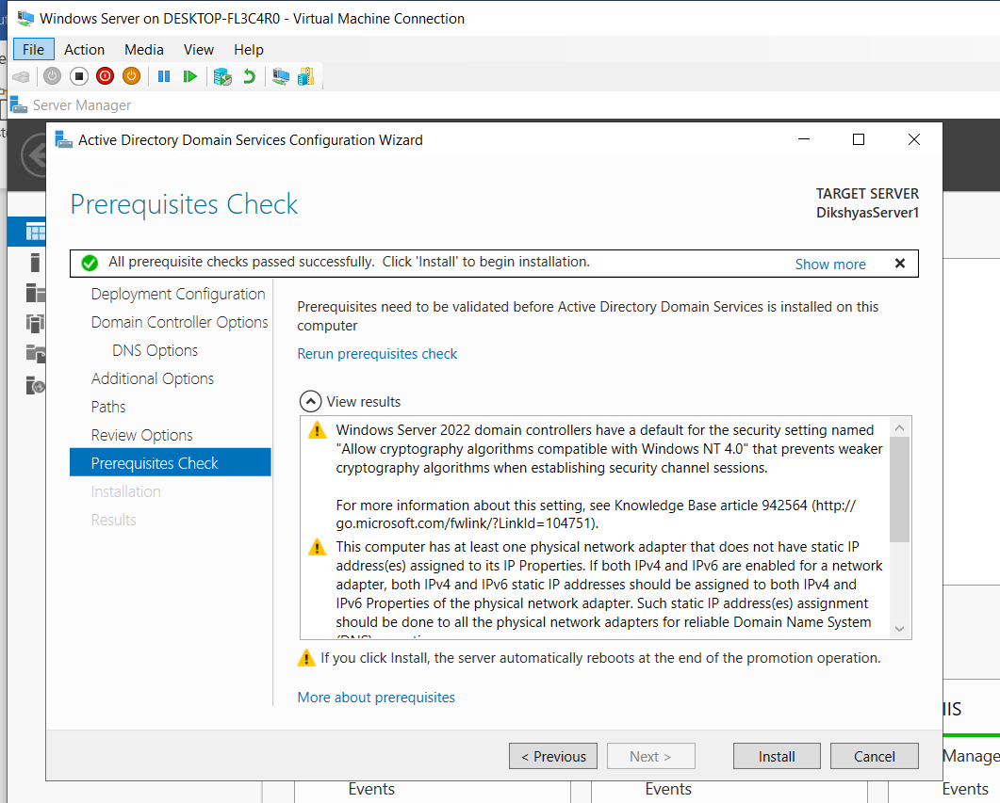 Windows Server on DESKTOP-FL3C4R0 - Virtual Machine Connection
File Action Media View Help
Server Manager
Active Directory Domain Services Configuration Wizard
Prerequisites Check
TARGET SERVER
DikshyasServer1
All prerequisite checks passed successfully. Click 'Install' to begin installation.
Show more
Deployment Configuration
Domain Controller Options
DNS Options
Additional Options
Paths
Review Options
Prerequisites Check
Installation
Results
Prerequisites need to be validated before Active Directory Domain Services is installed on this
computer
Rerun prerequisites check
View results
Windows Server 2022 domain controllers have a default for the security setting named
"Allow cryptography algorithms compatible with Windows NT 4.0" that prevents weaker
cryptography algorithms when establishing security channel sessions.
For more information about this setting, see Knowledge Base article 942564 (http://
go.microsoft.com/fwlink/?LinkId=104751).
This computer has at least one physical network adapter that does not have static IP
address(es) assigned to its IP Properties. If both IPv4 and IPv6 are enabled for a network
adapter, both IPv4 and IPv6 static IP addresses should be assigned to both IPv4 and
IPv6 Properties of the physical network adapter. Such static IP address(es) assignment
should be done to all the physical network adapters for reliable Domain Name System
If you click Install, the server automatically reboots at the end of the promotion operation.
More about prerequisites
< Previous
Next >
Install
Cancel
IIS
Manage
Events
Events
Events